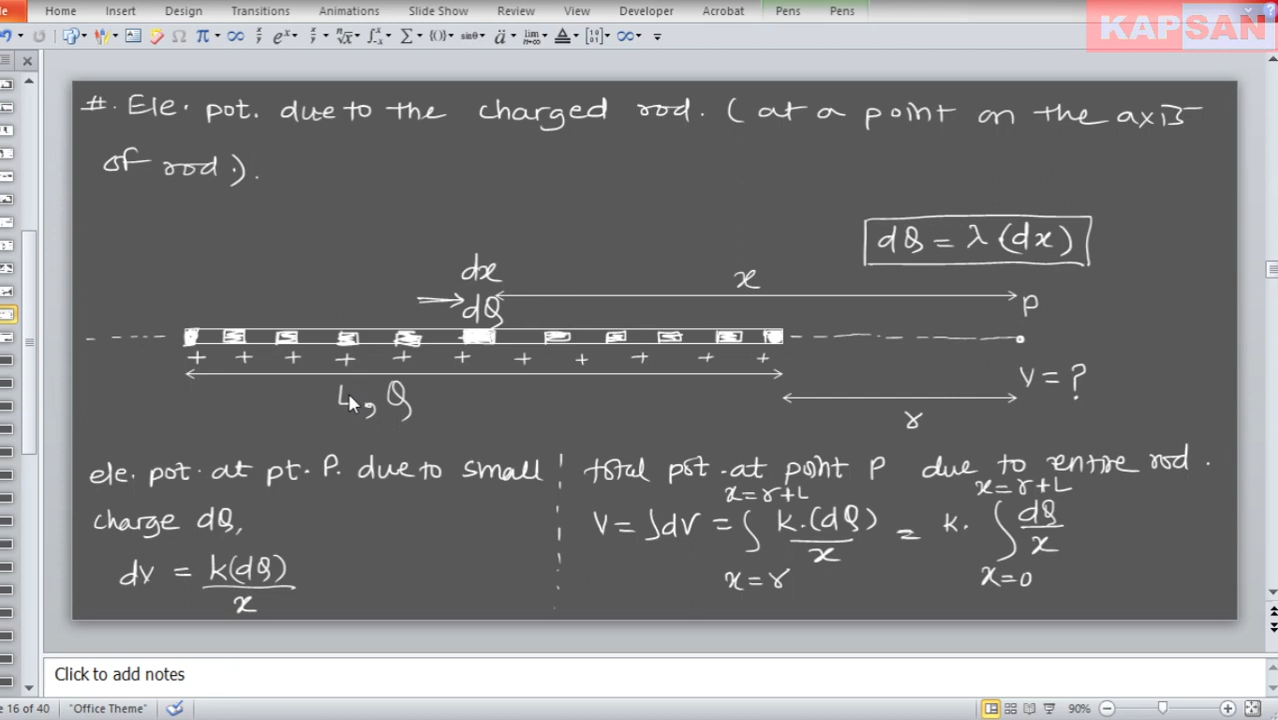 KAPSAN
Home Insert Design Transitions Animations Slide Show Review View Developer Acrobat Pens Pens
#. Ele. pot. due to the charged rod. (at a point on the axis
of rod.).
dQ = λ(dx)
dx
x
dQ
P
+ + + + + + + + + + +
V = ?
L, Q
r
ele. pot. at pt. P. due to small
charge dQ,
dv = k(dQ)/x
total pot. at point P due to entire rod.
x=r+L x=r+L
V = ∫dV = ∫ k.(dQ)/x = k. ∫ dQ/x
x=r x=0
Click to add notes
e 16 of 40 "Office Theme" 90%